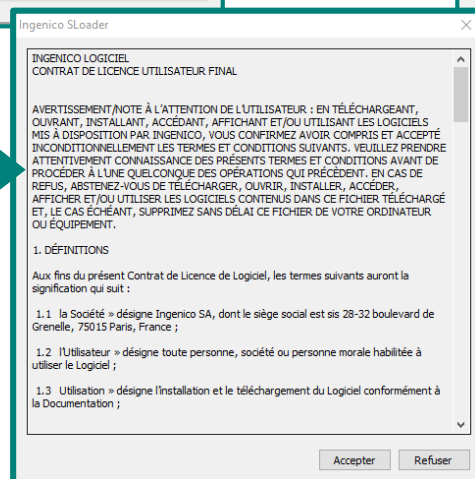 Ingenico SLoader
INGENICO LOGICIEL
CONTRAT DE LICENCE UTILISATEUR FINAL
AVERTISSEMENT/NOTE À L'ATTENTION DE L'UTILISATEUR : EN TÉLÉCHARGEANT,
OUVRANT, INSTALLANT, ACCÉDANT, AFFICHANT ET/OU UTILISANT LES LOGICIELS
MIS À DISPOSITION PAR INGENICO, VOUS CONFIRMEZ AVOIR COMPRIS ET ACCEPTÉ
INCONDITIONNELLEMENT LES TERMES ET CONDITIONS SUIVANTS. VEUILLEZ PRENDRE
ATTENTIVEMENT CONNAISSANCE DES PRÉSENTS TERMES ET CONDITIONS AVANT DE
PROCÉDER À L'UNE QUELCONQUE DES OPÉRATIONS QUI PRÉCÈDENT. EN CAS DE
REFUS, ABSTENEZ-VOUS DE TÉLÉCHARGER, OUVRIR, INSTALLER, ACCÉDER,
AFFICHER ET/OU UTILISER LES LOGICIELS CONTENUS DANS CE FICHIER TÉLÉCHARGÉ
ET, LE CAS ÉCHÉANT, SUPPRIMEZ SANS DÉLAI CE FICHIER DE VOTRE ORDINATEUR
OU ÉQUIPEMENT.
1. DÉFINITIONS
Aux fins du présent Contrat de Licence de Logiciel, les termes suivants auront la
signification qui suit :
1.1 la Société » désigne Ingenico SA, dont le siège social est sis 28-32 boulevard de
Grenelle, 75015 Paris, France ;
1.2 l'Utilisateur » désigne toute personne, société ou personne morale habilitée à
utiliser le Logiciel ;
1.3 Utilisation » désigne l'installation et le téléchargement du Logiciel conformément à
la Documentation ;
Accepter Refuser